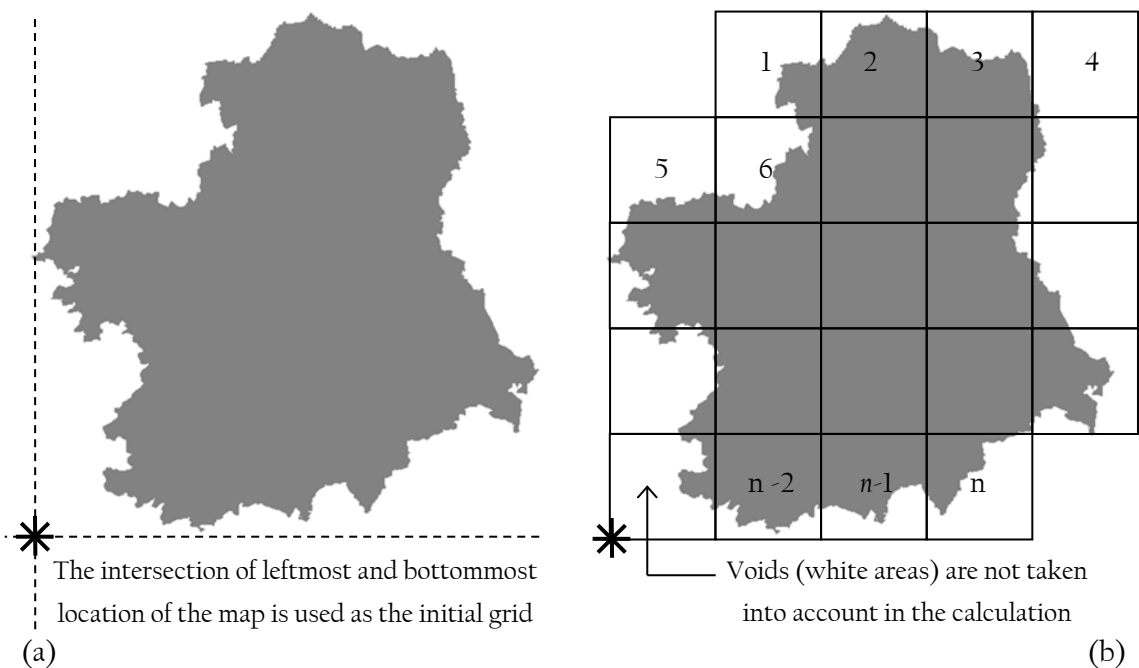 1
2
3
4
5
6
n -2
n-1
n
The intersection of leftmost and bottommost
location of the map is used as the initial grid
(a)
Voids (white areas) are not taken
into account in the calculation
(b)